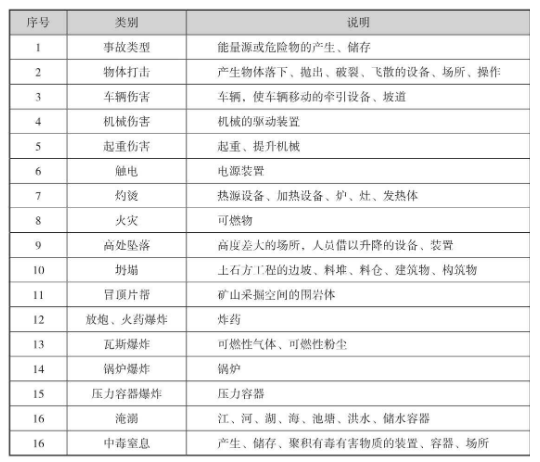 序号 类别 说明
1 事故类型 能量源或危险物的产生、储存
2 物体打击 产生物体落下、抛出、破裂、飞散的设备、场所、操作
3 车辆伤害 车辆，使车辆移动的牵引设备、坡道
4 机械伤害 机械的驱动装置
5 起重伤害 起重、提升机械
6 触电 电源装置
7 灼烫 热源设备、加热设备、炉、灶、发热体
8 火灾 可燃物
9 高处坠落 高度差大的场所，人员借以升降的设备、装置
10 坍塌 土石方工程的边坡、料堆、料仓、建筑物、构筑物
11 冒顶片帮 矿山采掘空间的围岩体
12 放炮、火药爆炸 炸药
13 瓦斯爆炸 可燃性气体、可燃性粉尘
14 锅炉爆炸 锅炉
15 压力容器爆炸 压力容器
16 淹溺 江、河、湖、海、池塘、洪水、储水容器
16 中毒窒息 产生、储存、聚积有毒有害物质的装置、容器、场所